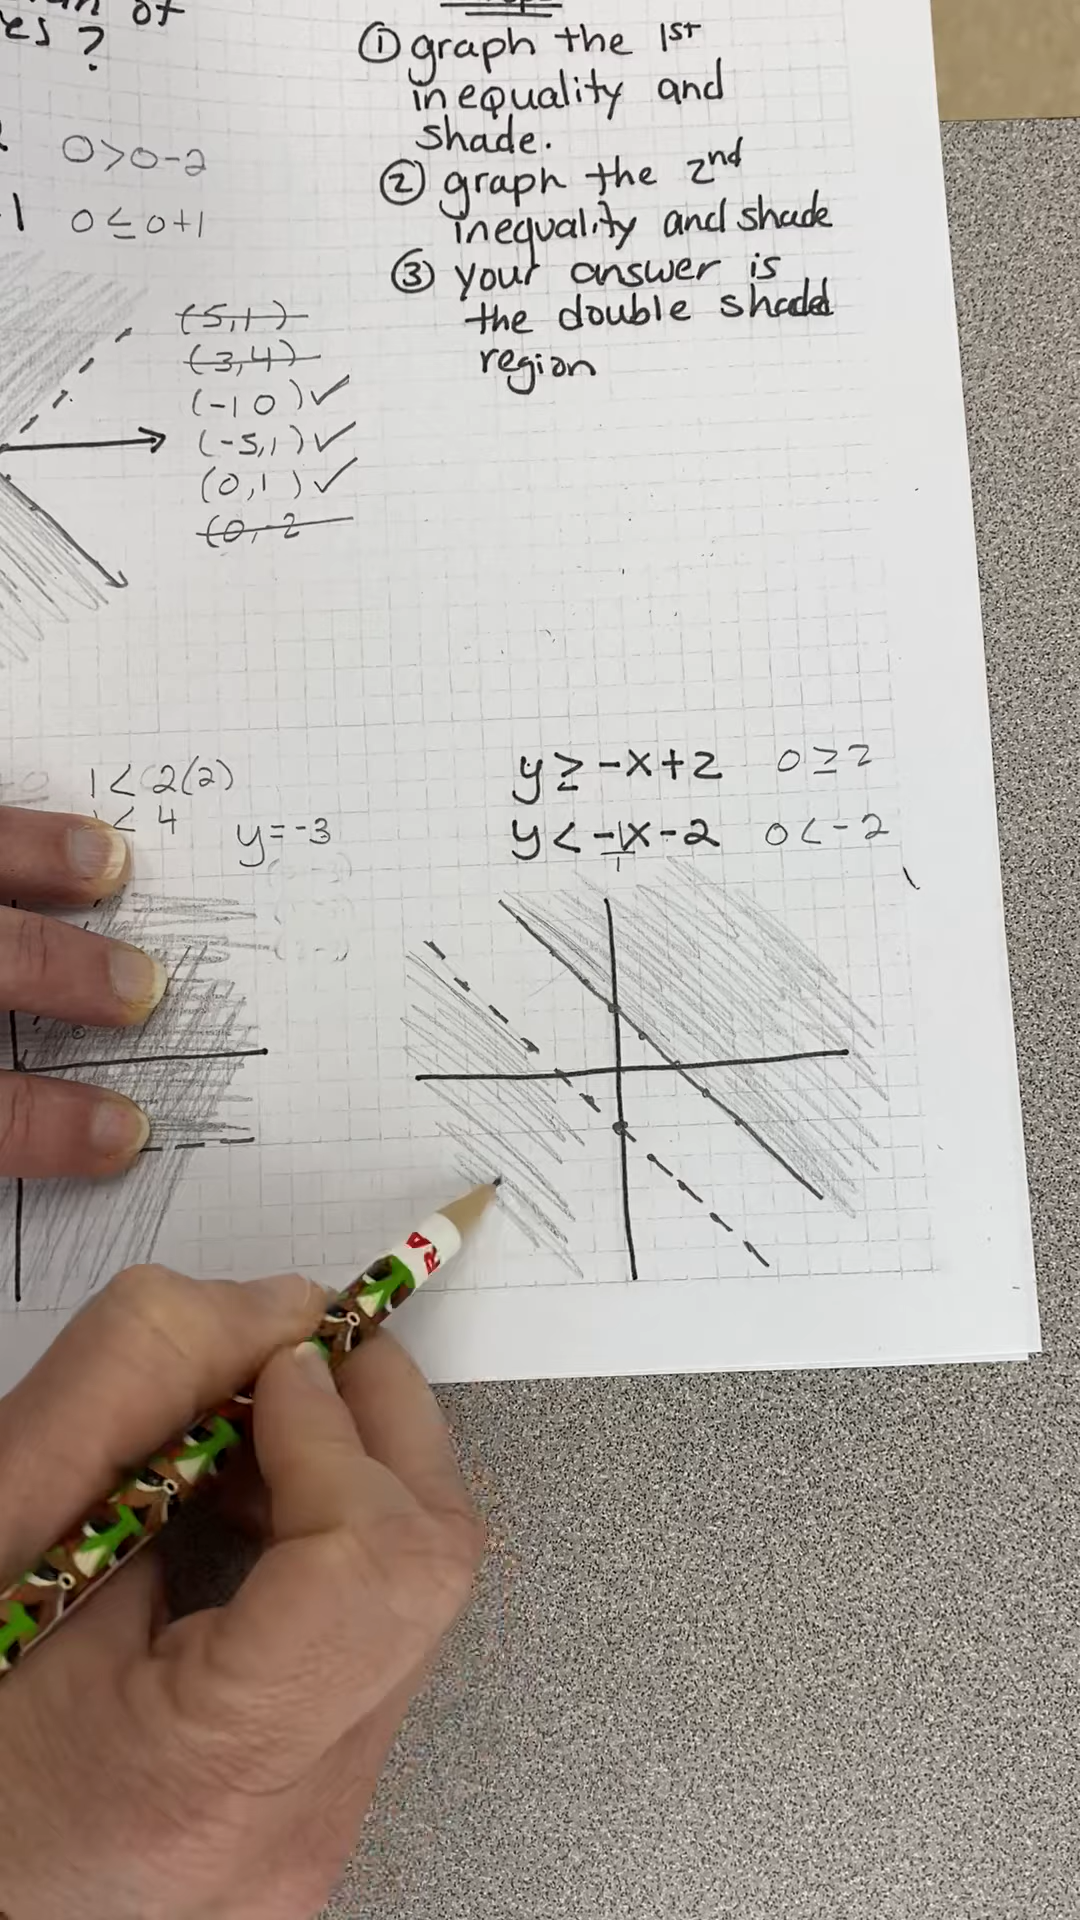 of
es ?
① graph the 1st
inequality and
shade.
② graph the 2nd
inequality and shade
③ your answer is
the double shaded
region
0>0-2
1 0≤0+1
(5,1)
(3,4)
(-1 0)✓
(-5,1)✓
(0,1)✓
(0,-2
1<2(2)
< 4 y=-3
y≥-x+2 0≥2
y<-1x-2 0<-2
1